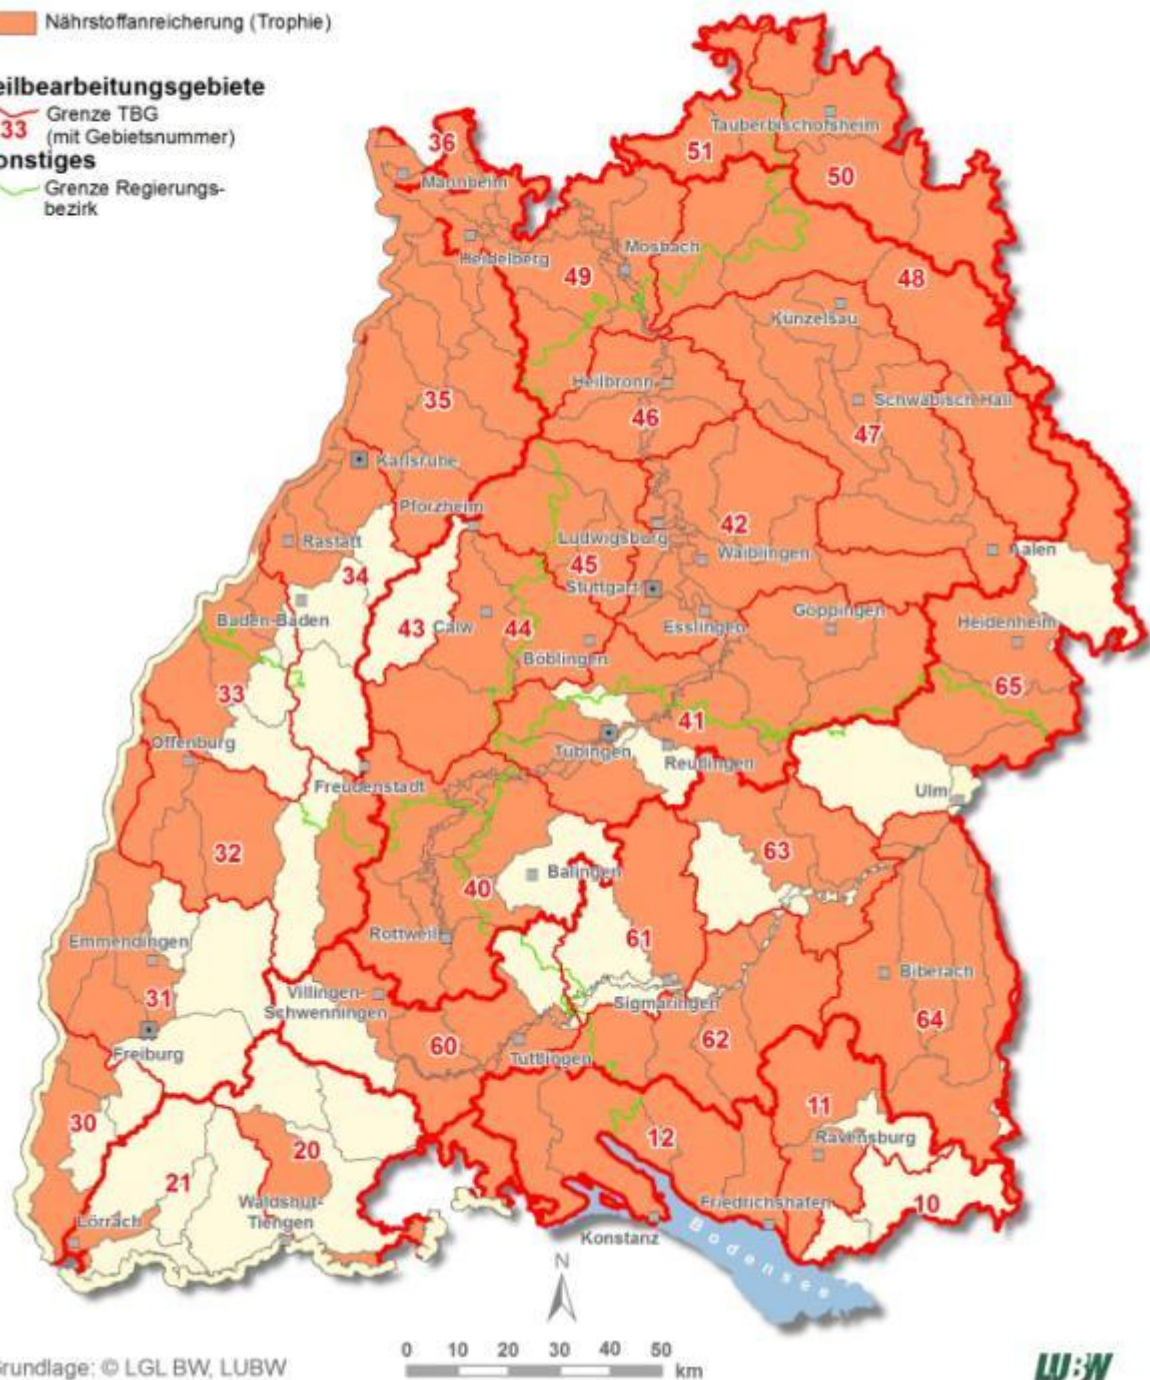 Nährstoffanreicherung (Trophie)
eilbearbeitungsgebiete
Grenze TBG
33 (mit Gebietsnummer)
onstiges
Grenze Regierungs-
bezirk
36
Mannheim
Tauberbischofsheim
51
50
Heidelberg
Mosbach
49
48
Künzelsau
Heilbronn
35
46
Schwäbisch Hall
47
Karlsruhe
Pforzheim
Rastatt
Ludwigsburg
42
Waiblingen
Aalen
34
45
Stuttgart
Baden-Baden
43
Calw
44
Esslingen
Göppingen
Heidenheim
Böblingen
33
65
41
Offenburg
Tübingen
Reutlingen
Freudenstadt
Ulm
32
63
Balingen
40
Rottweil
61
Emmendingen
Biberach
31
Villingen-
Schwenningen
Sigmaringen
64
Freiburg
60
Tuttlingen
62
30
11
12
Ravensburg
20
21
Waldshut-
Tiengen
10
Lörrach
Friedrichshafen
Konstanz
Bodensee
N
0 10 20 30 40 50
km
rundlage: © LGL BW, LUBW
LUBW